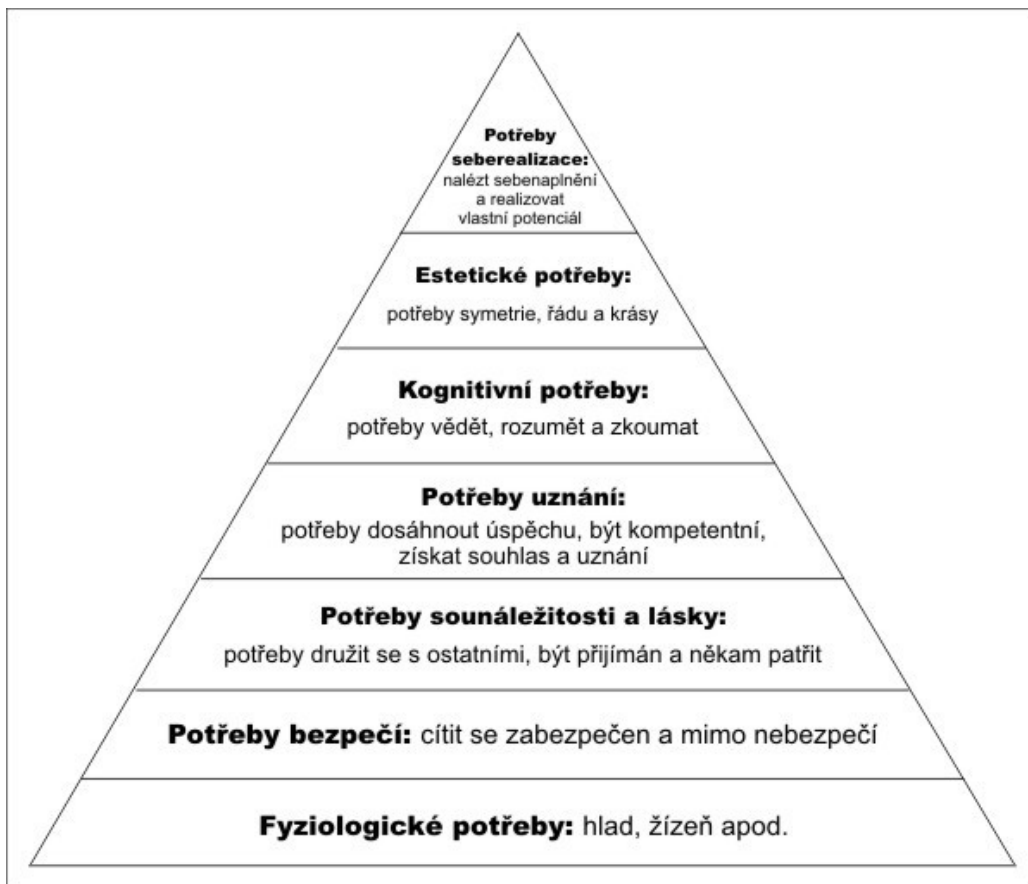 Potřeby
seberealizace:
nalézt sebenaplnění
a realizovat
vlastní potenciál
Estetické potřeby:
potřeby symetrie, řádu a krásy
Kognitivní potřeby:
potřeby vědět, rozumět a zkoumat
Potřeby uznání:
potřeby dosáhnout úspěchu, být kompetentní,
získat souhlas a uznání
Potřeby sounáležitosti a lásky:
potřeby družit se s ostatními, být přijímán a někam patřit
Potřeby bezpečí: cítit se zabezpečen a mimo nebezpečí
Fyziologické potřeby: hlad, žízeň apod.